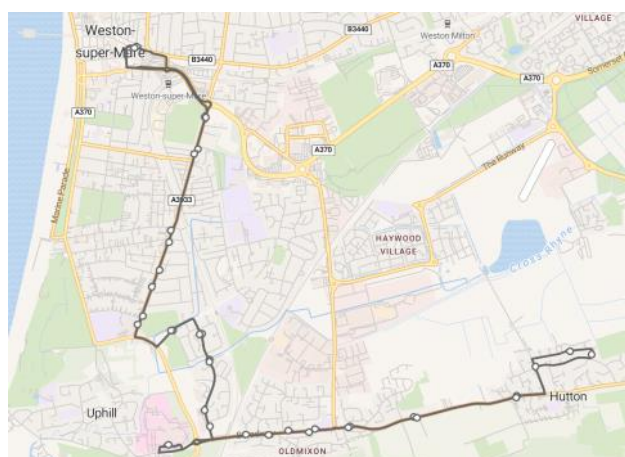 VILLAGE
Weston-
super-Mare
B3440
Weston Milton
B3440
A370
Weston-super-Mare
A370
Somerset A
A370
A370
The Runway
Marine Parade
A3033
HAYWOOD
VILLAGE
Cross Rhyne
Uphill
Hutton
OLDMIXON